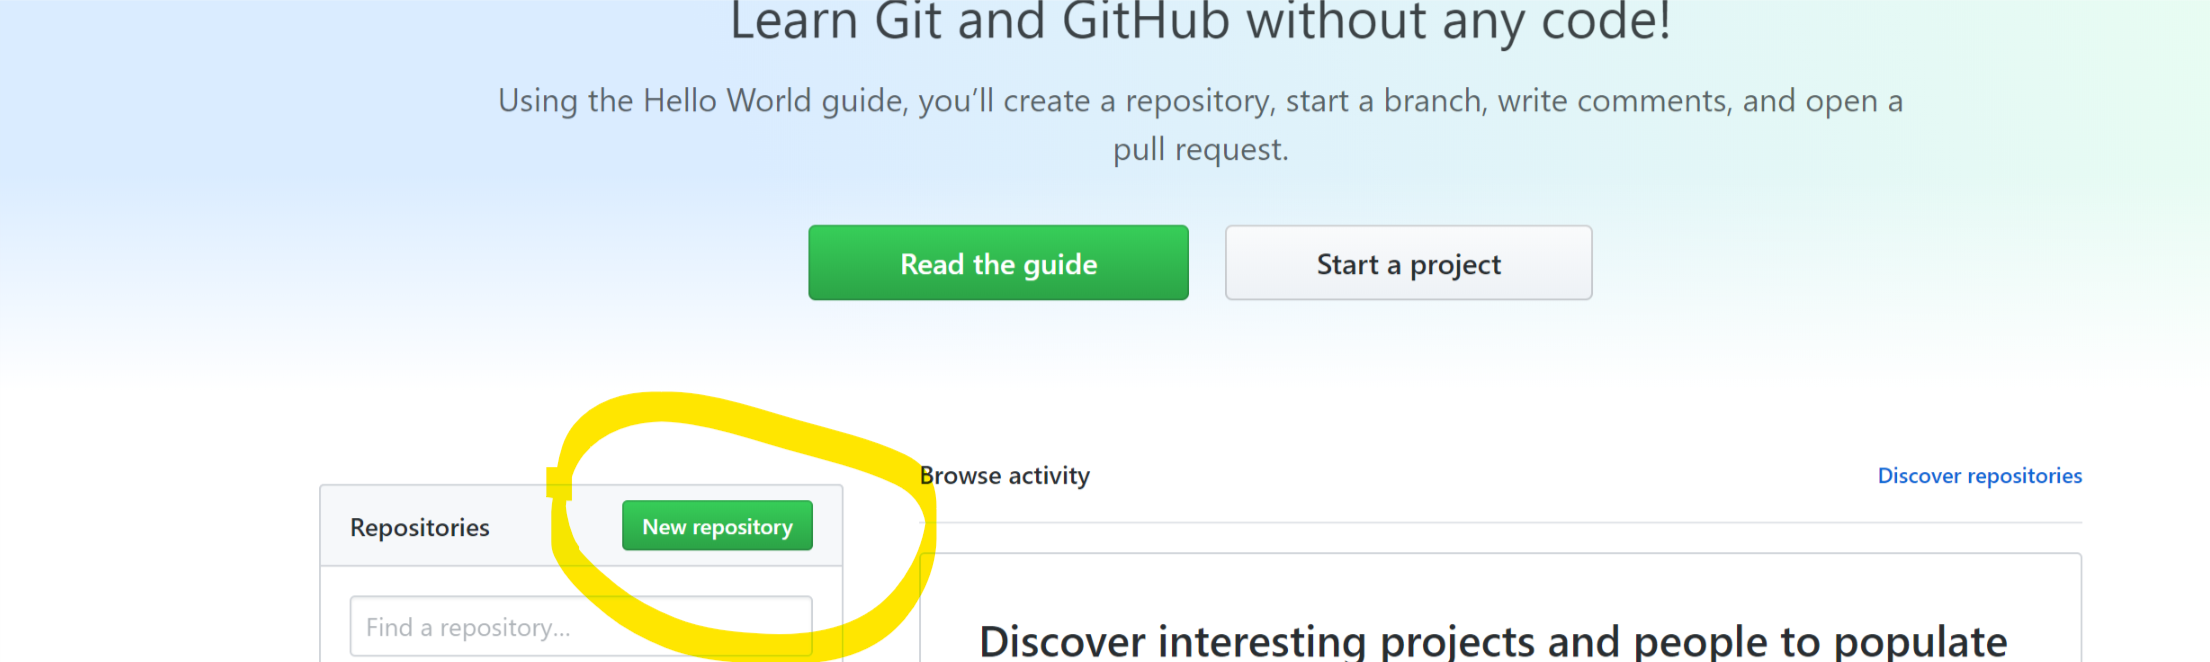 Learn Git and GitHub without any code!
Using the Hello World guide, you’ll create a repository, start a branch, write comments, and open a
pull request.
Read the guide
Start a project
Repositories
New repository
Find a repository...
Browse activity
Discover repositories
Discover interesting projects and people to populate